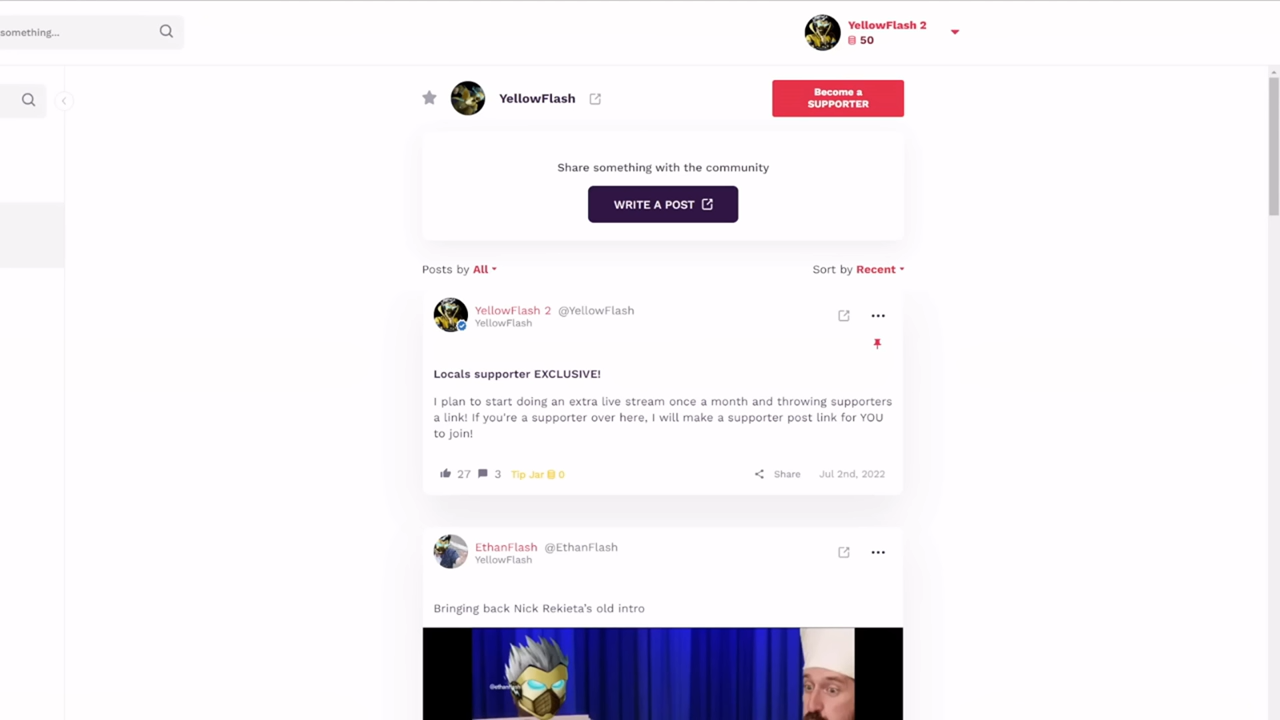 something...
YellowFlash 2
50
YellowFlash
Become a
SUPPORTER
Share something with the community
WRITE A POST
Posts by All
Sort by Recent
YellowFlash 2 @YellowFlash
YellowFlash
Locals supporter EXCLUSIVE!
I plan to start doing an extra live stream once a month and throwing supporters
a link! If you're a supporter over here, I will make a supporter post link for YOU
to join!
27 3 Tip Jar 0 Share Jul 2nd, 2022
EthanFlash @EthanFlash
YellowFlash
Bringing back Nick Rekieta's old intro